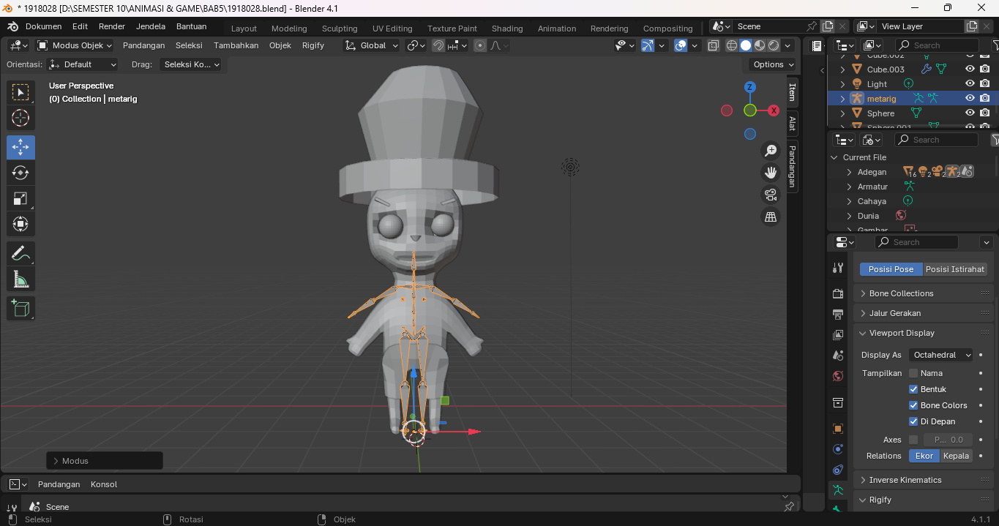 * 1918028 [D:\SEMESTER 10\ANIMASI & GAME\BAB5\1918028.blend] - Blender 4.1
Dokumen Edit Render Jendela Bantuan Layout Modeling Sculpting UV Editing Texture Paint Shading Animation Rendering Compositing Scene View Layer
Modus Objek Pandangan Seleksi Tambahkan Objek Rigify Global Search
Orientasi: Default Drag: Seleksi Ko... Options
User Perspective
(0) Collection | metarig
Z
X
Item
Alat
Pandangan
Modus
Pandangan Konsol
Scene
Seleksi Rotasi Objek 4.1.1
Cube.002
Cube.003
Light
metarig
Sphere
Sphere.001
Search
Current File
Adegan 16 2 2 2
Armatur
Cahaya
Dunia
Gambar
Search
Posisi Pose Posisi Istirahat
Bone Collections
Jalur Gerakan
Viewport Display
Display As Octahedral
Tampilkan Nama
Bentuk
Bone Colors
Di Depan
Axes P... 0.0
Relations Ekor Kepala
Inverse Kinematics
Rigify